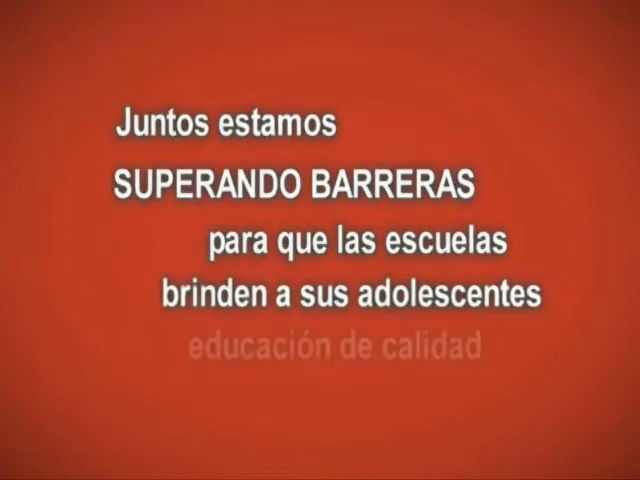 Juntos estamos
SUPERANDO BARRERAS
para que las escuelas
brinden a sus adolescentes
educación de calidad